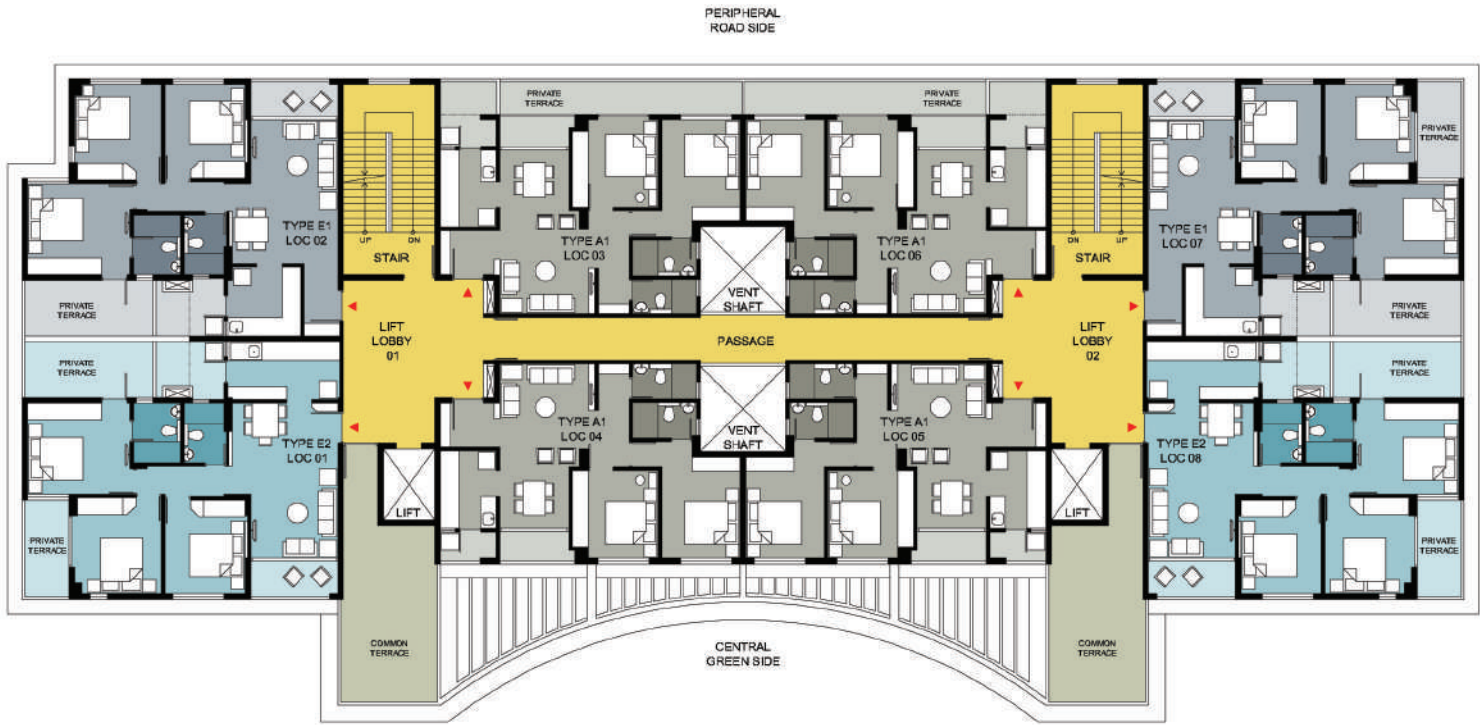 PERIPHERAL
ROAD SIDE
PRIVATE
TERRACE
PRIVATE
TERRACE
PRIVATE
TERRACE
TYPE E1
LOC 02
UP
DN
STAIR
TYPE A1
LOC 03
VENT
SHAFT
TYPE A1
LOC 06
DN
UP
STAIR
TYPE E1
LOC 07
PRIVATE
TERRACE
PRIVATE
TERRACE
LIFT
LOBBY
01
PASSAGE
LIFT
LOBBY
02
PRIVATE
TERRACE
PRIVATE
TERRACE
TYPE E2
LOC 01
TYPE A1
LOC 04
VENT
SHAFT
TYPE A1
LOC 05
TYPE E2
LOC 08
LIFT
LIFT
PRIVATE
TERRACE
PRIVATE
TERRACE
COMMON
TERRACE
CENTRAL
GREEN SIDE
COMMON
TERRACE